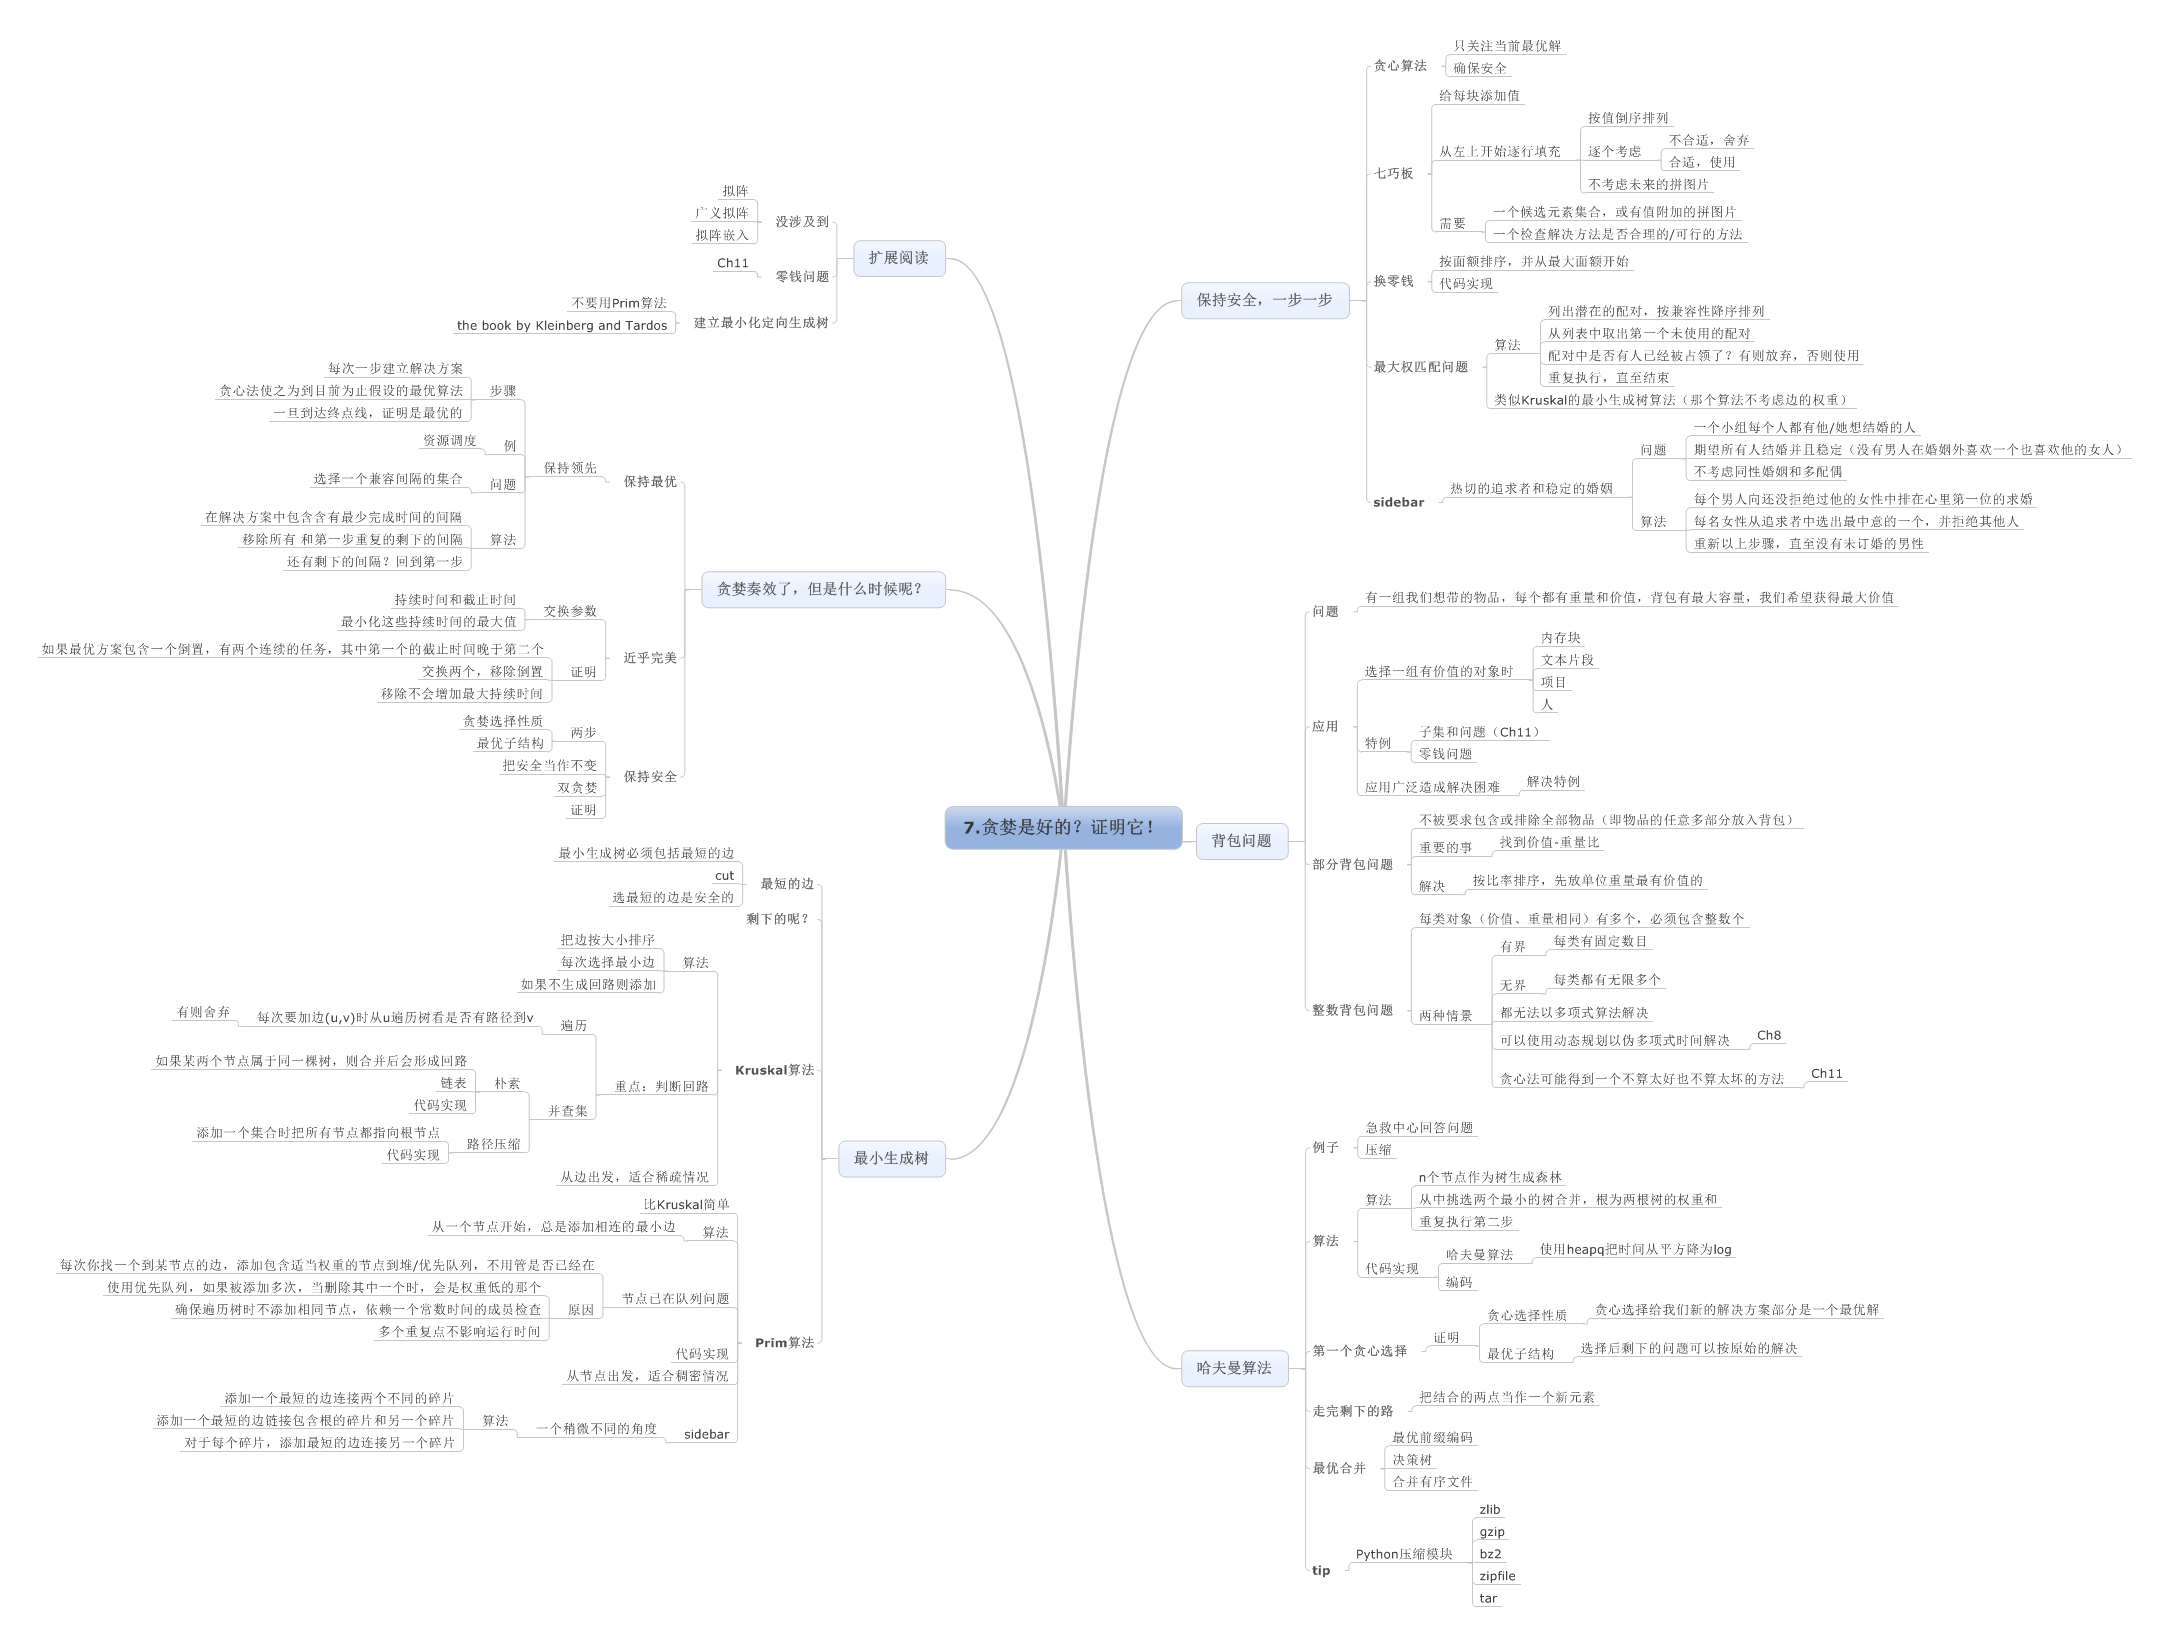 7.贪婪是好的？证明它！
保持安全，一步一步
贪心算法
只关注当前最优解
确保安全
七巧板
给每块添加值
从左上开始逐行填充
按值倒序排列
逐个考虑
不合适，舍弃
合适，使用
不考虑未来的拼图片
需要
一个候选元素集合，或有值附加的拼图片
一个检查解决方法是否合理的/可行的方法
换零钱
按面额排序，并从最大面额开始
代码实现
最大权匹配问题
算法
列出潜在的配对，按兼容性降序排列
从列表中取出第一个未使用的配对
配对中是否有人已经被占领了？有则放弃，否则使用
重复执行，直至结束
类似Kruskal的最小生成树算法（那个算法不考虑边的权重）
sidebar
热切的追求者和稳定的婚姻
问题
一个小组每个人都有他/她想结婚的人
期望所有人结婚并且稳定（没有男人在婚姻外喜欢一个也喜欢他的女人）
不考虑同性婚姻和多配偶
算法
每个男人向还没拒绝过他的女性中排在心里第一位的求婚
每名女性从追求者中选出最中意的一个，并拒绝其他人
重新以上步骤，直至没有未订婚的男性
背包问题
问题
有一组我们想带的物品，每个都有重量和价值，背包有最大容量，我们希望获得最大价值
应用
选择一组有价值的对象时
内存块
文本片段
项目
人
特例
子集和问题（Ch11）
零钱问题
应用广泛造成解决困难
解决特例
部分背包问题
不被要求包含或排除全部物品（即物品的任意多部分放入背包）
重要的事
找到价值-重量比
解决
按比率排序，先放单位重量最有价值的
整数背包问题
每类对象（价值、重量相同）有多个，必须包含整数个
两种情景
有界
每类有固定数目
无界
每类都有无限多个
都无法以多项式算法解决
可以使用动态规划以伪多项式时间解决
Ch8
贪心法可能得到一个不算太好也不算太坏的方法
Ch11
哈夫曼算法
例子
急救中心回答问题
压缩
算法
算法
n个节点作为树生成森林
从中挑选两个最小的树合并，根为两根树的权重和
重复执行第二步
代码实现
哈夫曼算法
使用heapq把时间从平方降为log
编码
第一个贪心选择
证明
贪心选择性质
贪心选择给我们新的解决方案部分是一个最优解
最优子结构
选择后剩下的问题可以按原始的解决
走完剩下的路
把结合的两点当作一个新元素
最优合并
最优前缀编码
决策树
合并有序文件
tip
Python压缩模块
zlib
gzip
bz2
zipfile
tar
扩展阅读
没涉及到
拟阵
广义拟阵
拟阵嵌入
零钱问题
Ch11
建立最小化定向生成树
不要用Prim算法
the book by Kleinberg and Tardos
贪婪奏效了，但是什么时候呢？
保持最优
保持领先
步骤
每次一步建立解决方案
贪心法使之为到目前为止假设的最优算法
一旦到达终点线，证明是最优的
例
资源调度
问题
选择一个兼容间隔的集合
算法
在解决方案中包含含有最少完成时间的间隔
移除所有 和第一步重复的剩下的间隔
还有剩下的间隔？回到第一步
近乎完美
交换参数
持续时间和截止时间
最小化这些持续时间的最大值
证明
如果最优方案包含一个倒置，有两个连续的任务，其中第一个的截止时间晚于第二个
交换两个，移除倒置
移除不会增加最大持续时间
保持安全
两步
贪婪选择性质
最优子结构
把安全当作不变
双贪婪
证明
最小生成树
最短的边
最小生成树必须包括最短的边
cut
选最短的边是安全的
剩下的呢？
Kruskal算法
算法
把边按大小排序
每次选择最小边
如果不生成回路则添加
重点：判断回路
遍历
每次要加边(u,v)时从u遍历树看是否有路径到v
有则舍弃
并查集
朴素
如果某两个节点属于同一棵树，则合并后会形成回路
链表
代码实现
路径压缩
添加一个集合时把所有节点都指向根节点
代码实现
从边出发，适合稀疏情况
Prim算法
比Kruskal简单
算法
从一个节点开始，总是添加相连的最小边
节点已在队列问题
每次你找一个到某节点的边，添加包含适当权重的节点到堆/优先队列，不用管是否已经在
原因
使用优先队列，如果被添加多次，当删除其中一个时，会是权重低的那个
确保遍历树时不添加相同节点，依赖一个常数时间的成员检查
多个重复点不影响运行时间
代码实现
从节点出发，适合稠密情况
sidebar
一个稍微不同的角度
算法
添加一个最短的边连接两个不同的碎片
添加一个最短的边链接包含根的碎片和另一个碎片
对于每个碎片，添加最短的边连接另一个碎片